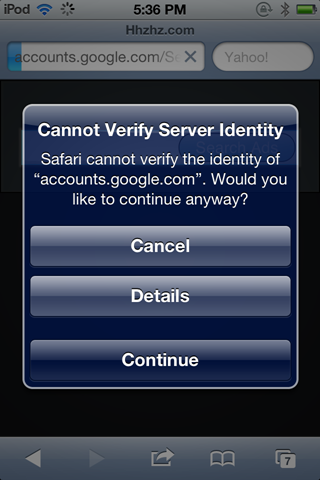 iPod 5:36 PM
Hhzhz.com
accounts.google.com/S
Yahoo!
Cannot Verify Server Identity
Safari cannot verify the identity of
“accounts.google.com”. Would you
like to continue anyway?
Cancel
Details
Continue
7